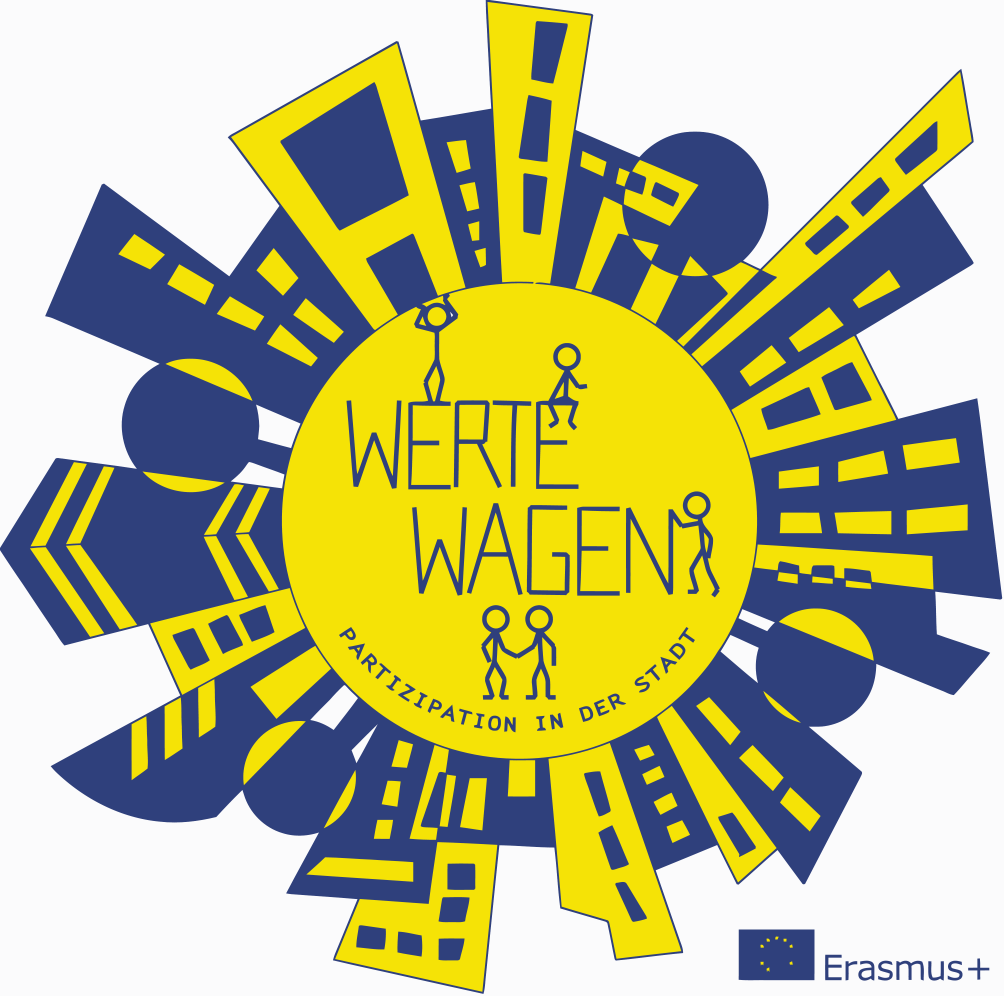 WERTE
WAGEN
PARTIZIPATION IN DER STADT
Erasmus+